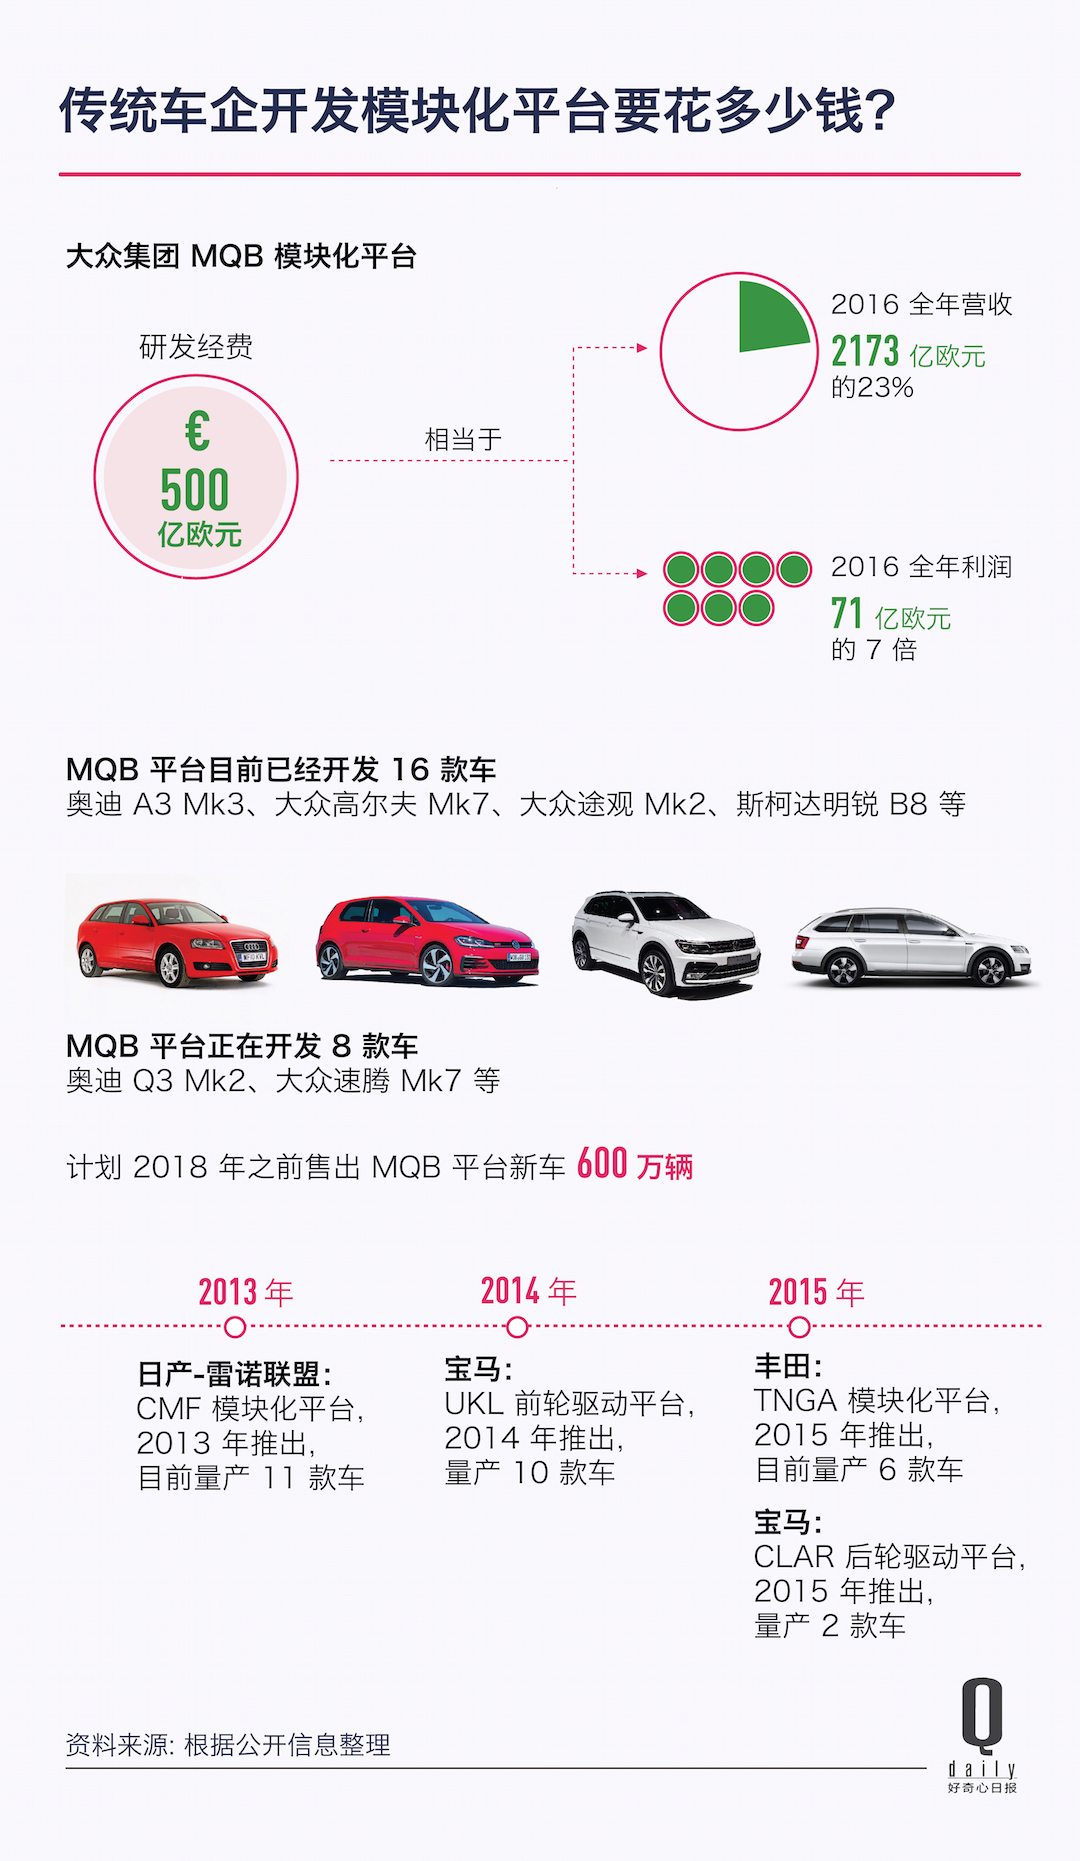 传统车企开发模块化平台要花多少钱?
大众集团 MQB 模块化平台
研发经费
€
500
亿欧元
相当于
2016 全年营收
2173 亿欧元
的23%
2016 全年利润
71 亿欧元
的 7 倍
MQB 平台目前已经开发 16 款车
奥迪 A3 Mk3、大众高尔夫 Mk7、大众途观 Mk2、斯柯达明锐 B8 等
MQB 平台正在开发 8 款车
奥迪 Q3 Mk2、大众速腾 Mk7 等
计划 2018 年之前售出 MQB 平台新车 600 万辆
2013 年
日产-雷诺联盟:
CMF 模块化平台,
2013 年推出,
目前量产 11 款车
2014 年
宝马:
UKL 前轮驱动平台,
2014 年推出,
量产 10 款车
2015 年
丰田:
TNGA 模块化平台,
2015 年推出,
目前量产 6 款车
宝马:
CLAR 后轮驱动平台,
2015 年推出,
量产 2 款车
资料来源: 根据公开信息整理
Q
daily
好奇心日报